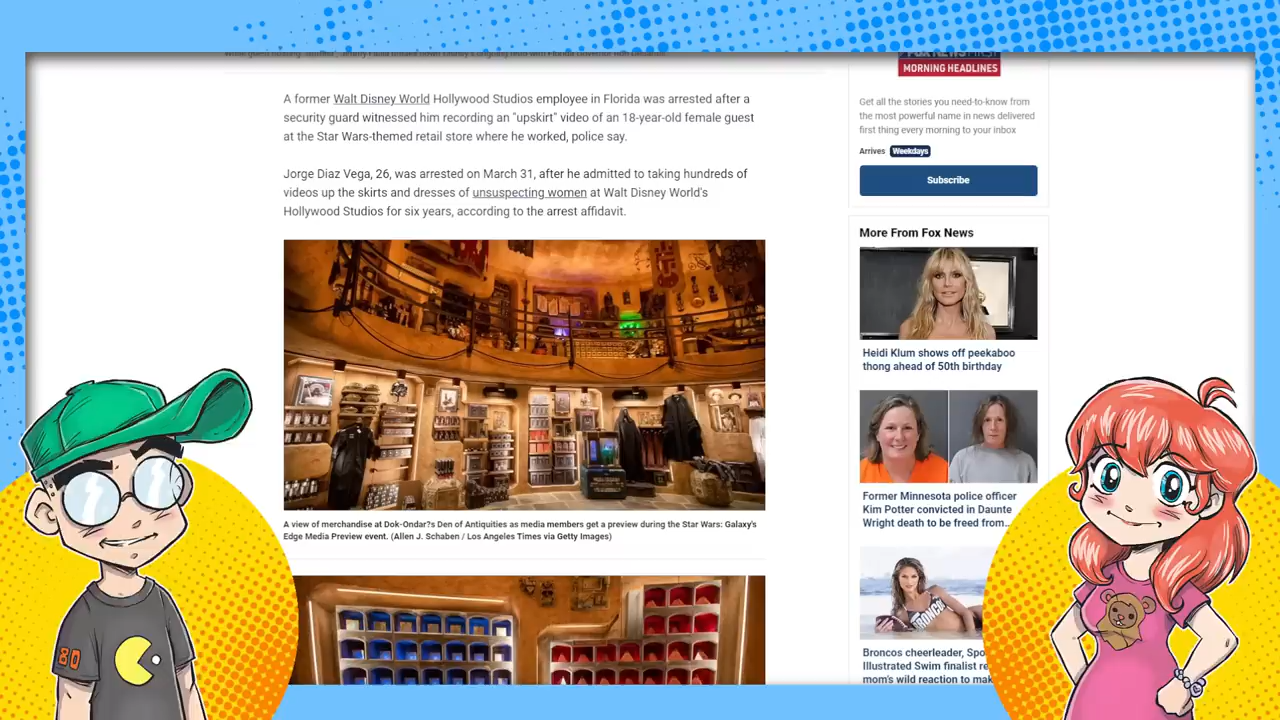 MORNING HEADLINES
A former Walt Disney World Hollywood Studios employee in Florida was arrested after a
security guard witnessed him recording an "upskirt" video of an 18-year-old female guest
at the Star Wars-themed retail store where he worked, police say.
Jorge Diaz Vega, 26, was arrested on March 31, after he admitted to taking hundreds of
videos up the skirts and dresses of unsuspecting women at Walt Disney World's
Hollywood Studios for six years, according to the arrest affidavit.
A view of merchandise at Dok-Ondar?s Den of Antiquities as media members get a preview during the Star Wars: Galaxy's
Edge Media Preview event. (Allen J. Schaben / Los Angeles Times via Getty Images)
Get all the stories you need-to-know from
the most powerful name in news delivered
first thing every morning to your inbox
Arrives Weekdays
Subscribe
More From Fox News
Heidi Klum shows off peekaboo
thong ahead of 50th birthday
Former Minnesota police officer
Kim Potter convicted in Daunte
Wright death to be freed from...
BRONCOS
Broncos cheerleader, Spo
Illustrated Swim finalist re
mom's wild reaction to mak
80